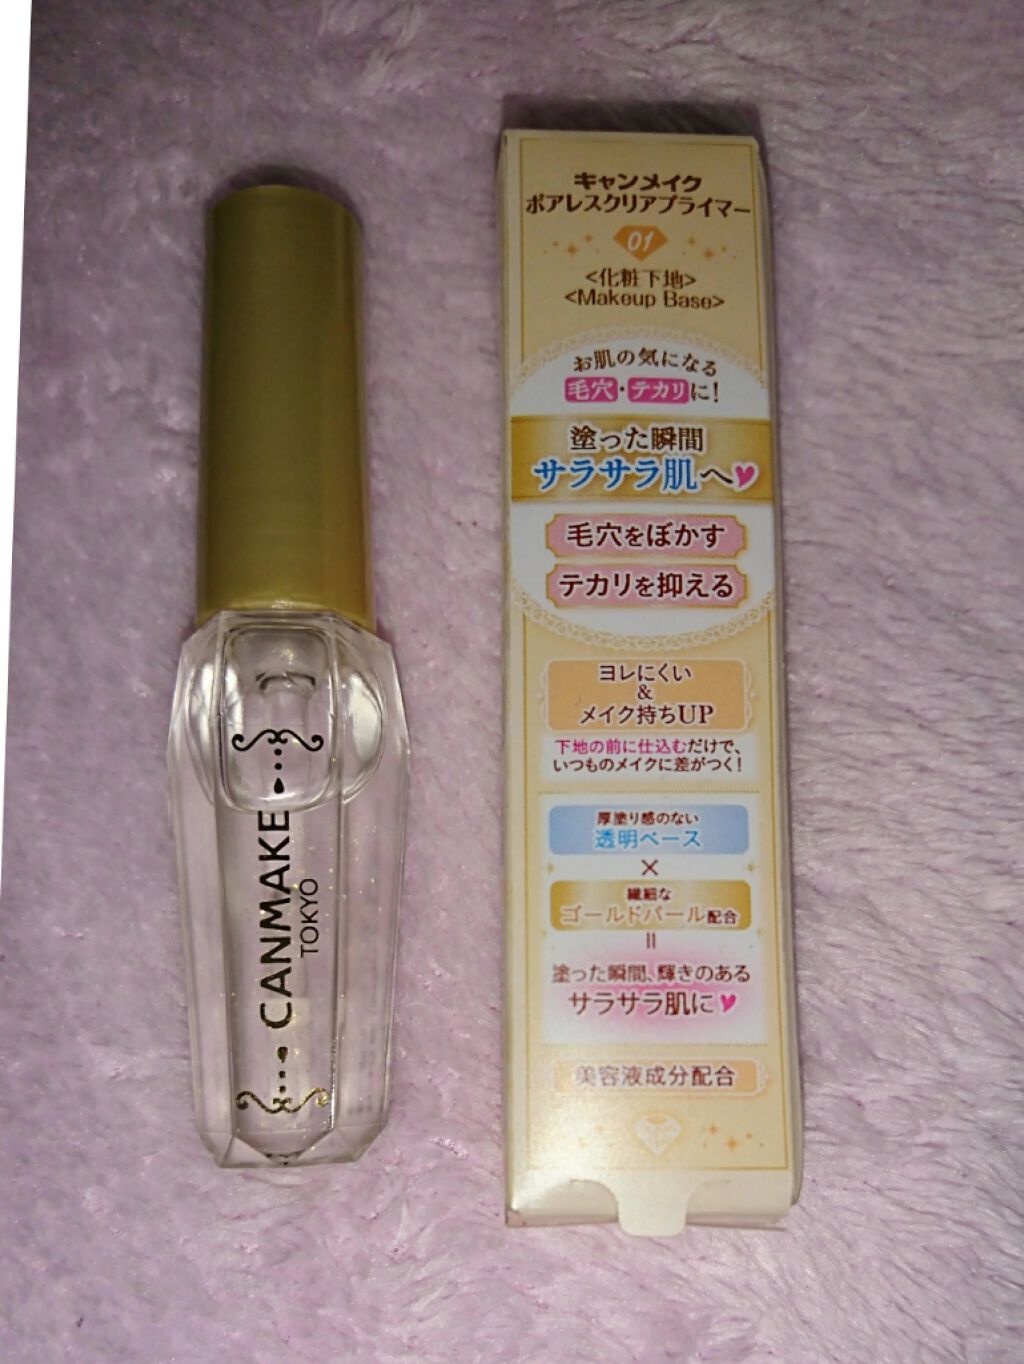 CANMAKE
TOKYO
キャンメイク
ポアレスクリアプライマー
01
<化粧下地>
<Makeup Base>
お肌の気になる
毛穴・テカリに!
塗った瞬間
サラサラ肌へ♥
毛穴をぼかす
テカリを抑える
ヨレにくい
&
メイク持ちUP
下地の前に仕込むだけで、
いつものメイクに差がつく!
厚塗り感のない
透明ベース
×
繊細な
ゴールドパール配合
=
塗った瞬間、輝きのある
サラサラ肌に♥
美容液成分配合